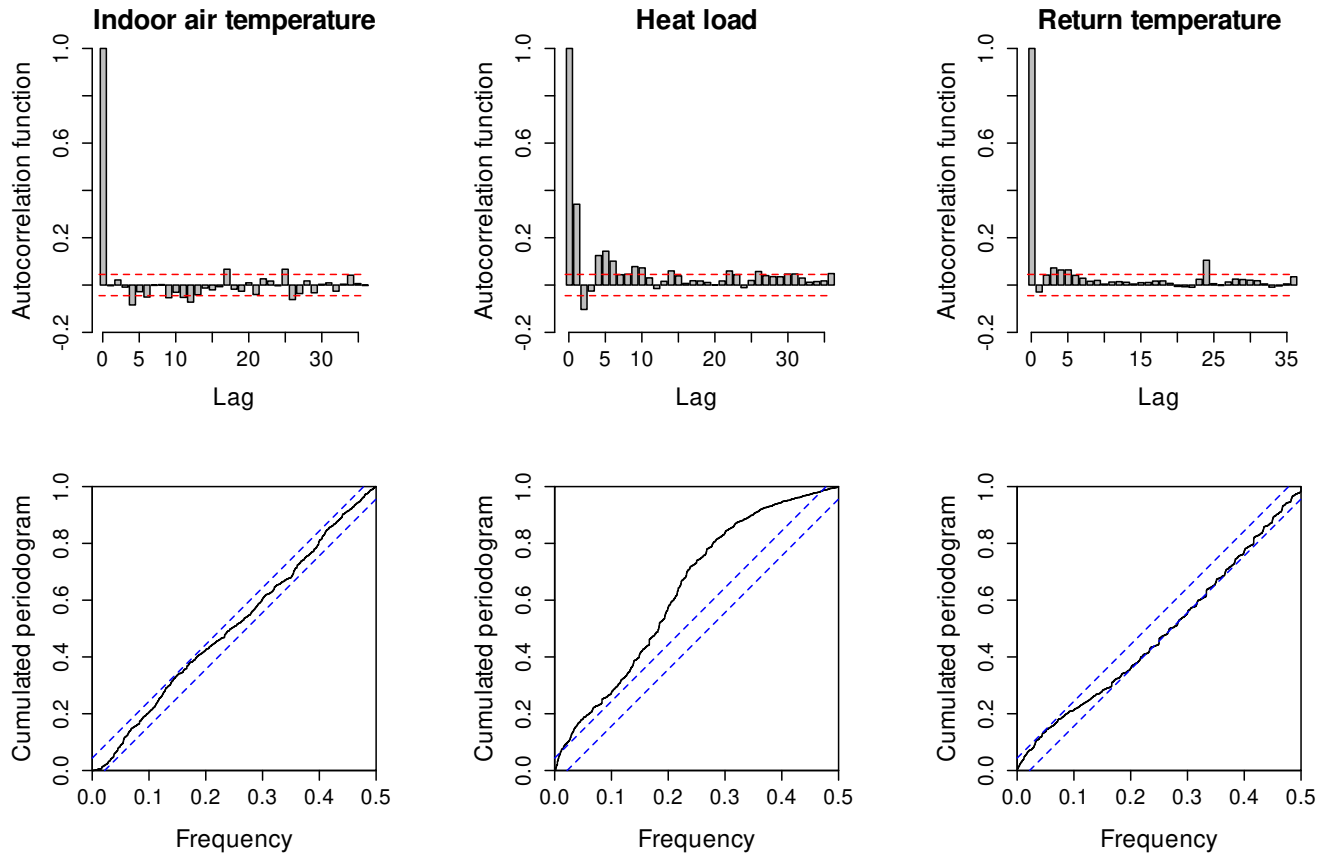 Indoor air temperature
Autocorrelation function
-0.2 0.2 0.6 1.0
0 5 10 20 30
Lag
Heat load
Autocorrelation function
-0.2 0.2 0.6 1.0
0 5 10 20 30
Lag
Return temperature
Autocorrelation function
-0.2 0.2 0.6 1.0
0 5 15 25 35
Lag
Cumulated periodogram
0.0 0.2 0.4 0.6 0.8 1.0
0.0 0.1 0.2 0.3 0.4 0.5
Frequency
Cumulated periodogram
0.0 0.2 0.4 0.6 0.8 1.0
0.0 0.1 0.2 0.3 0.4 0.5
Frequency
Cumulated periodogram
0.0 0.2 0.4 0.6 0.8 1.0
0.0 0.1 0.2 0.3 0.4 0.5
Frequency